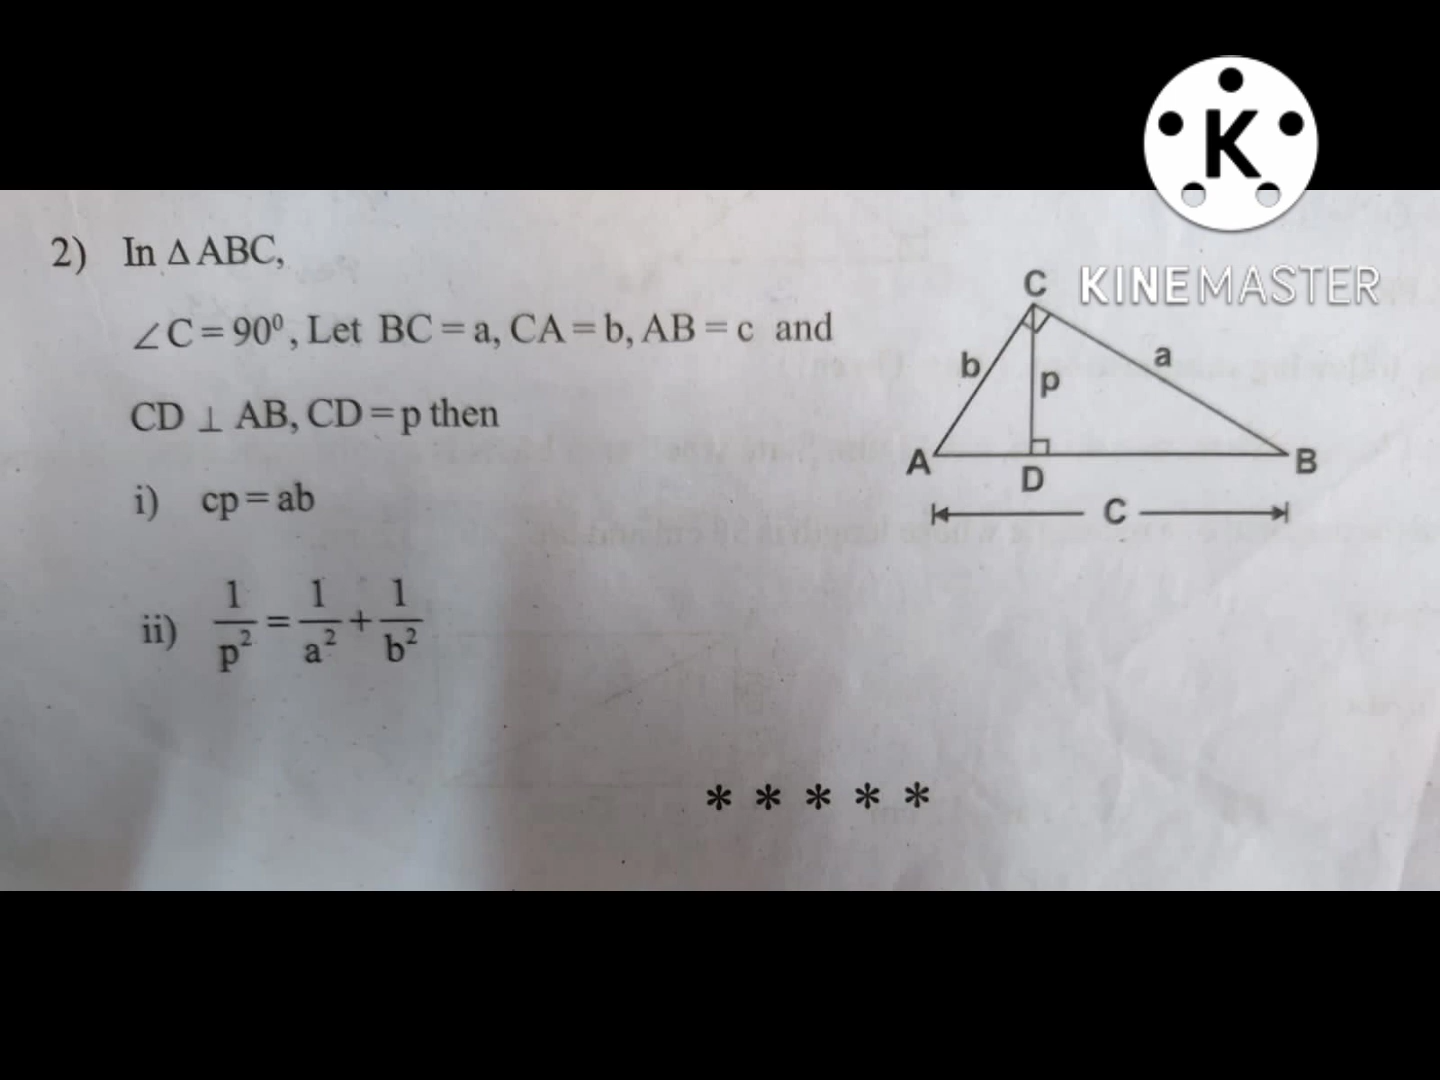 K
KINEMASTER
2) In Δ ABC,
∠C = 90⁰, Let BC = a, CA = b, AB = c and
CD ⊥ AB, CD = p then
i) cp = ab
ii) 1/p² = 1/a² + 1/b²
C
b
p
a
A
D
B
C
* * * * *